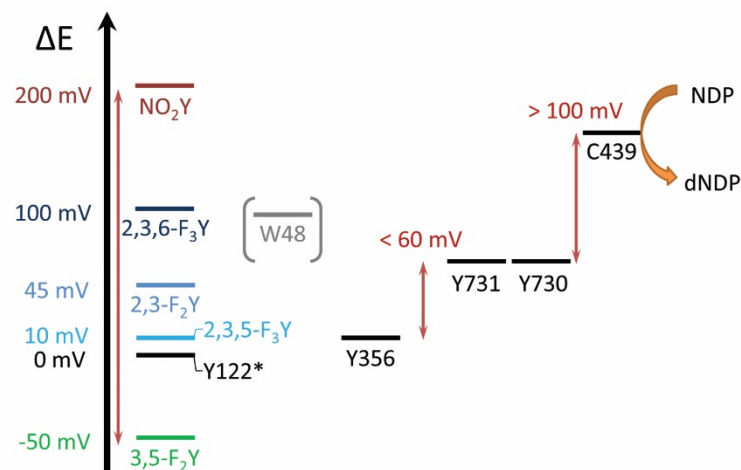 ΔE
200 mV
NO₂Y
> 100 mV
NDP
C439
dNDP
100 mV
2,3,6-F₃Y
W48
< 60 mV
45 mV
2,3-F₂Y
Y731
Y730
10 mV
2,3,5-F₃Y
0 mV
Y122*
Y356
-50 mV
3,5-F₂Y